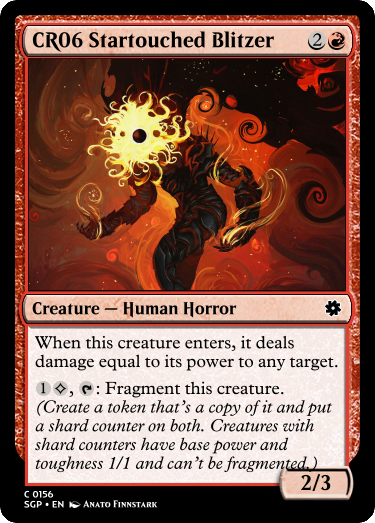 CR06 Startouched Blitzer 2
Creature — Human Horror
When this creature enters, it deals
damage equal to its power to any target.
1, : Fragment this creature.
(Create a token that's a copy of it and put
a shard counter on both. Creatures with
shard counters have base power and
toughness 1/1 and can't be fragmented.)
2/3
C 0156
SGP • EN Anato Finnstark